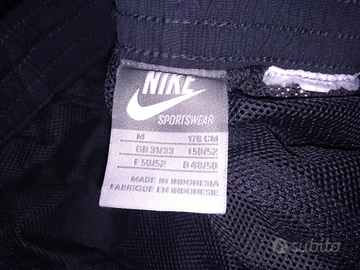 NIKE
SPORTSWEAR
M 178 CM
GB 31/33 I 50/52
F 50/52 D 48/50
MADE IN INDONESIA
FABRIQUE EN INDONESIE
subito